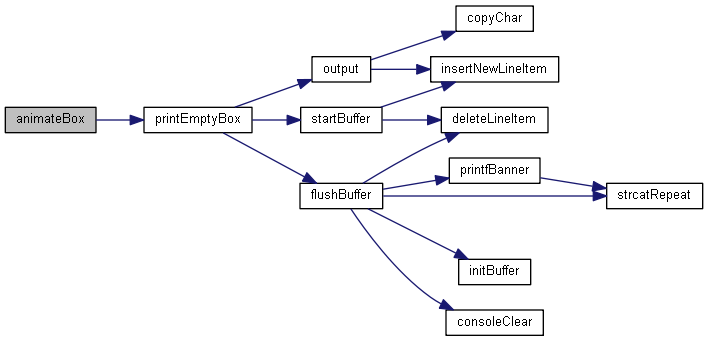 copyChar
output
insertNewLineItem
animateBox
printEmptyBox
startBuffer
deleteLineItem
printfBanner
flushBuffer
strcatRepeat
initBuffer
consoleClear